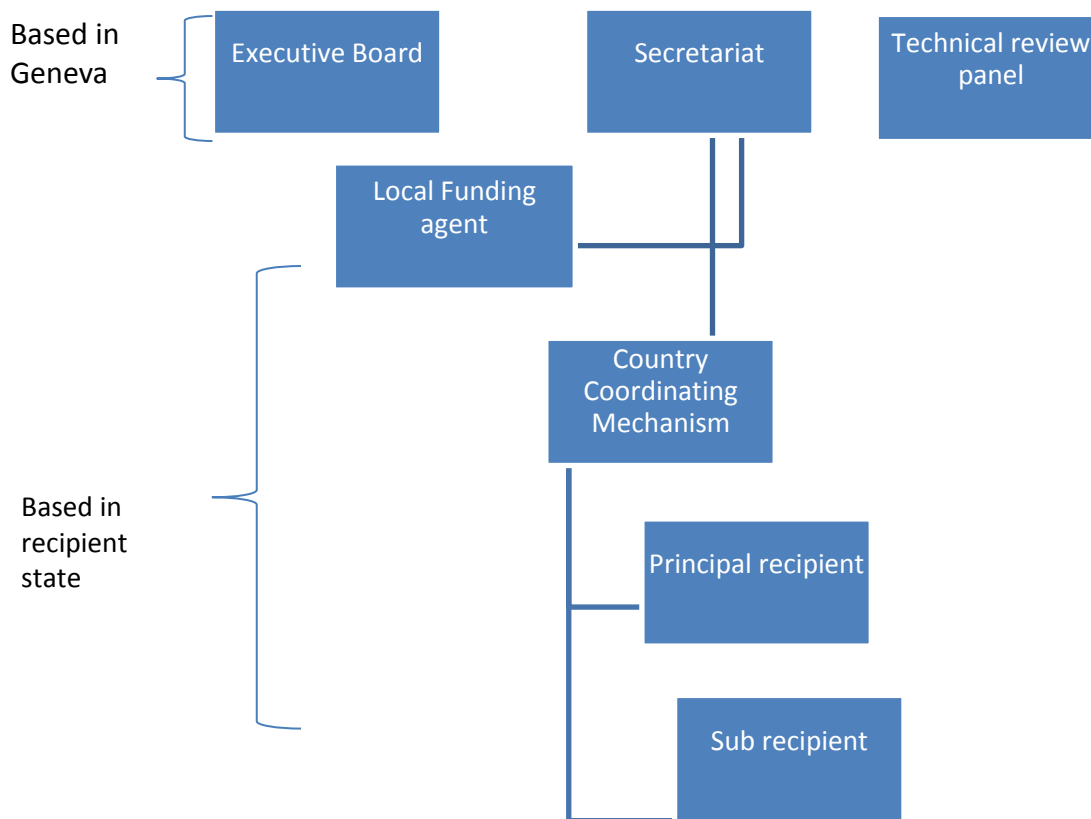 Based in
Geneva
Executive Board
Secretariat
Technical review
panel
Local Funding
agent
Country
Coordinating
Mechanism
Based in
recipient
state
Principal recipient
Sub recipient